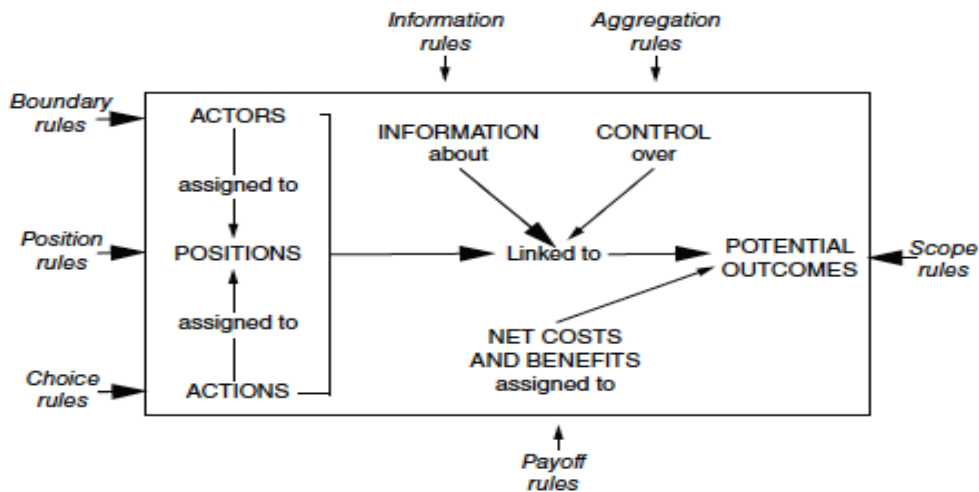 Information
rules
Aggregation
rules
Boundary
rules
ACTORS
INFORMATION
about
CONTROL
over
assigned to
Position
rules
POSITIONS
Linked to
POTENTIAL
OUTCOMES
Scope
rules
assigned to
NET COSTS
AND BENEFITS
assigned to
Choice
rules
ACTIONS
Payoff
rules